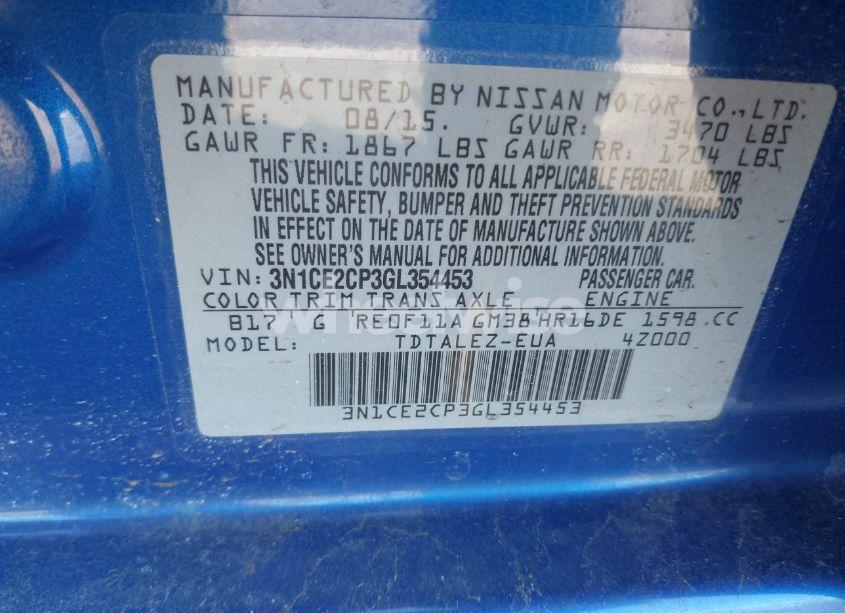 MANUFACTURED BY NISSAN MOTOR CO.,LTD.
DATE: 08/15. GVWR: 3470 LBS
GAWR FR: 1867 LBS GAWR RR: 1704 LBS
THIS VEHICLE CONFORMS TO ALL APPLICABLE FEDERAL MOTOR
VEHICLE SAFETY, BUMPER AND THEFT PREVENTION STANDARDS
IN EFFECT ON THE DATE OF MANUFACTURE SHOWN ABOVE.
SEE OWNER'S MANUAL FOR ADDITIONAL INFORMATION.
VIN: 3N1CE2CP3GL354453 PASSENGER CAR.
COLOR TRIM TRANS AXLE ENGINE
B17 G RE0F11A GM38 HR16DE 1598.CC
MODEL: TDTALEZ-EUA 4Z000
3N1CE2CP3GL354453